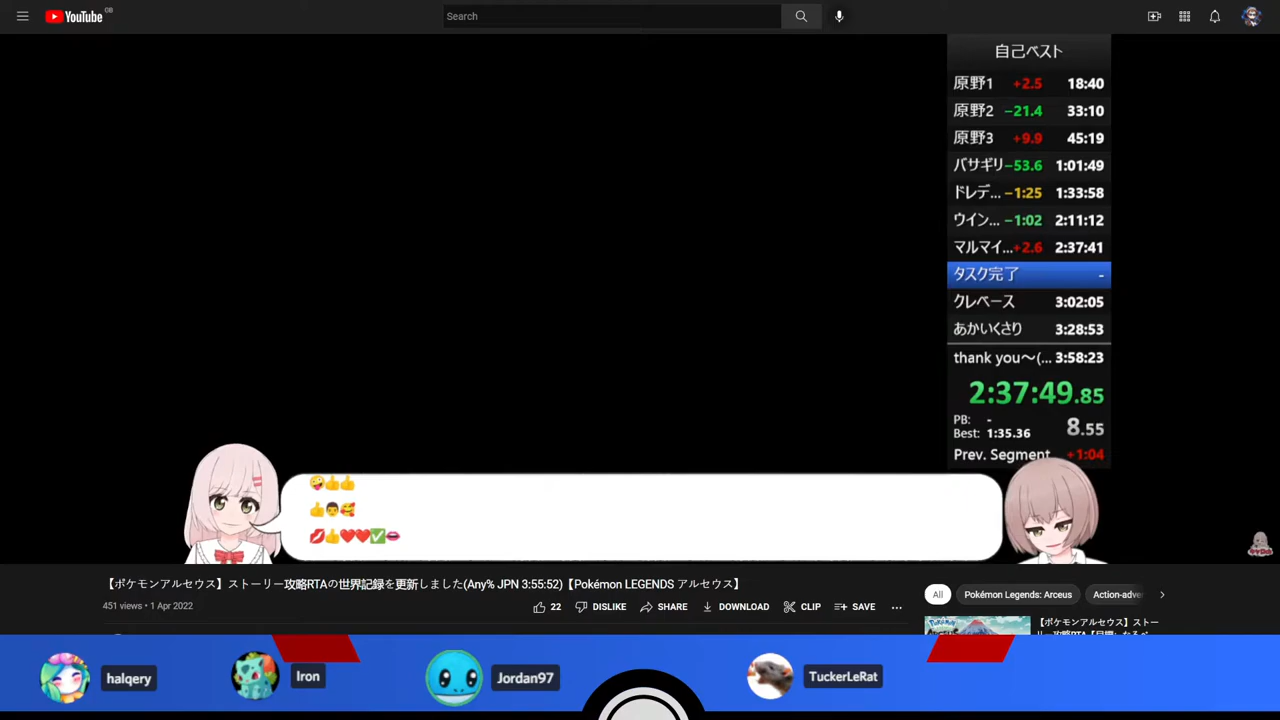 YouTube GB
Search
自己ベスト
原野1 +2.5 18:40
原野2 −21.4 33:10
原野3 +9.9 45:19
バサギリ −53.6 1:01:49
ドレデ... −1:25 1:33:58
ウイン... −1:02 2:11:12
マルマイ... +2.6 2:37:41
タスク完了 -
クレベース 3:02:05
あかいくさり 3:28:53
thank you〜(... 3:58:23
2:37:49.85
PB: -
Best: 1:35.36
8.55
Prev. Segment +1:04
🤪👍👍
👍👨🥰
💋👍❤️❤️✅👄
【ポケモンアルセウス】ストーリー攻略RTAの世界記録を更新しました(Any% JPN 3:55:52)【Pokémon LEGENDS アルセウス】
451 views • 1 Apr 2022
22 DISLIKE SHARE DOWNLOAD CLIP SAVE ...
All Pokémon Legends: Arceus Action-adve
【ポケモンアルセウス】ストー
halqery
Iron
Jordan97
TuckerLeRat